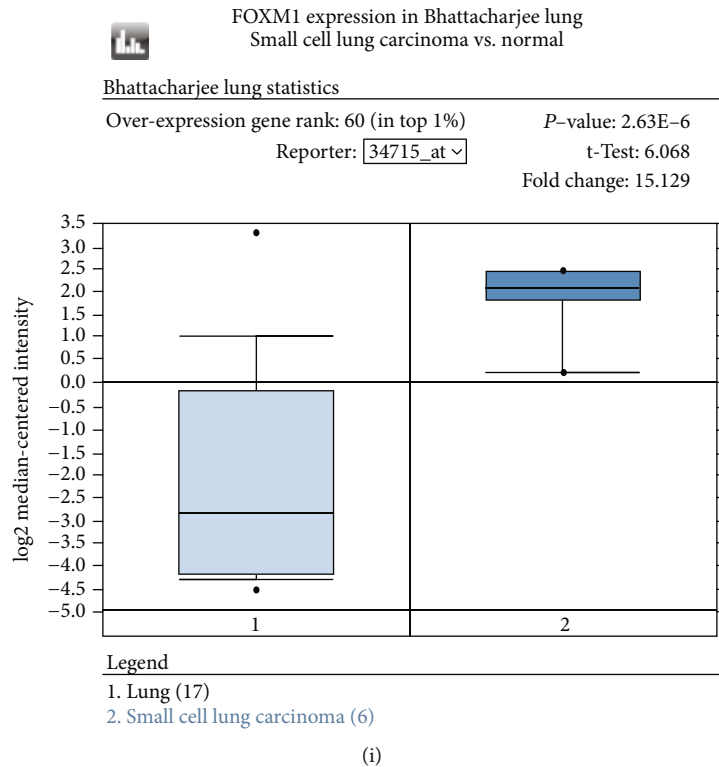 FOXM1 expression in Bhattacharjee lung
Small cell lung carcinoma vs. normal
Bhattacharjee lung statistics
Over-expression gene rank: 60 (in top 1%)
P–value: 2.63E–6
Reporter: 34715_at
t-Test: 6.068
Fold change: 15.129
log2 median-centered intensity
3.5
3.0
2.5
2.0
1.5
1.0
0.5
0.0
−0.5
−1.0
−1.5
−2.0
−2.5
−3.0
−3.5
−4.0
−4.5
−5.0
1
2
Legend
1. Lung (17)
2. Small cell lung carcinoma (6)
(i)